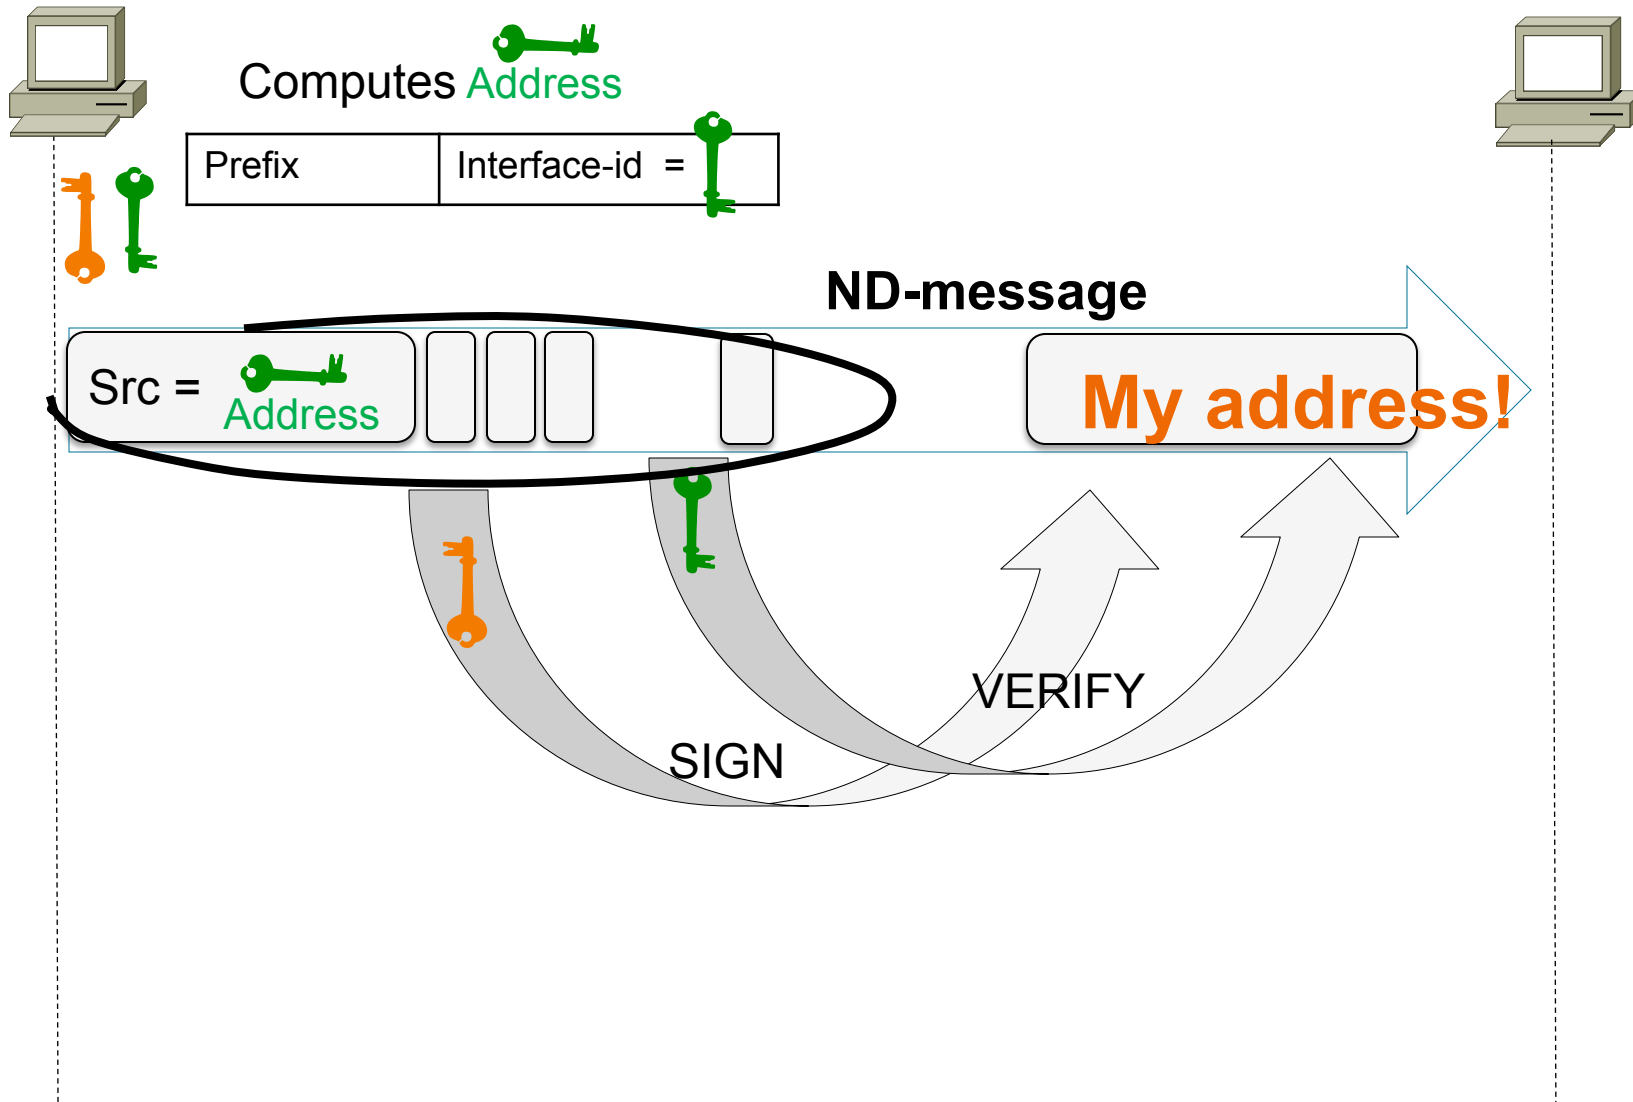 Computes Address
Prefix
Interface-id =
ND-message
Src =
Address
My address!
VERIFY
SIGN